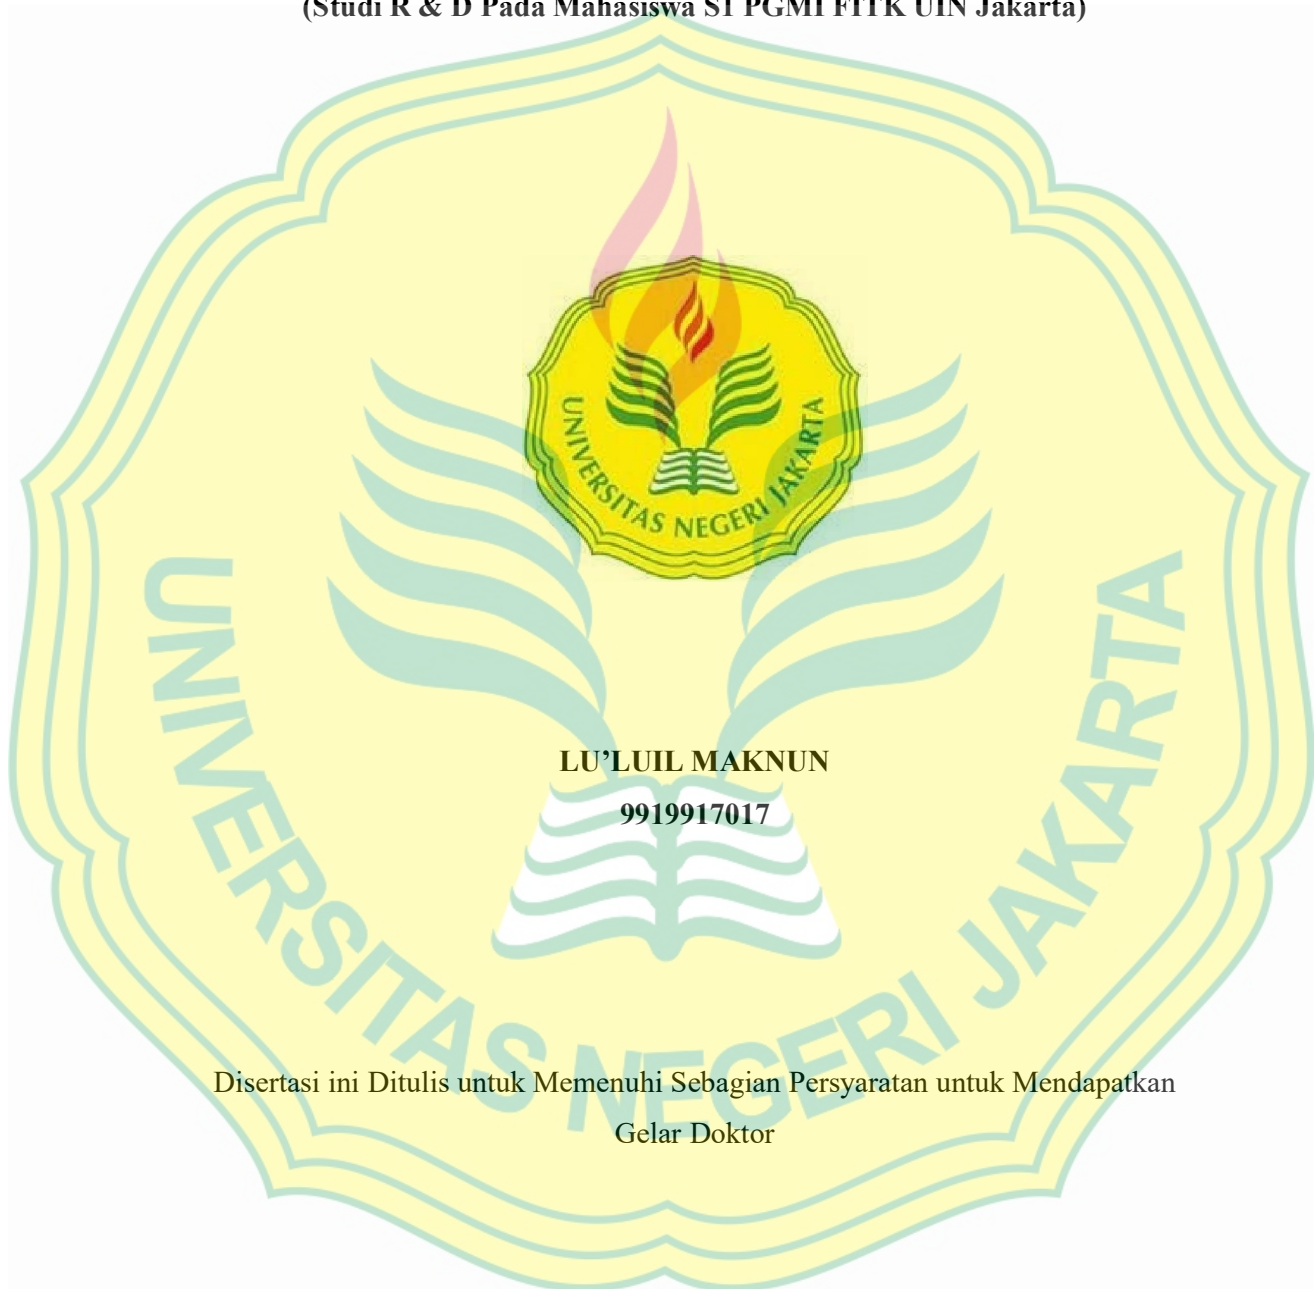 (Studi R & D Pada Mahasiswa S1 PGMI FITK UIN Jakarta)
UNIVERSITAS NEGERI JAKARTA
LU’LUIL MAKNUN
9919917017
Disertasi ini Ditulis untuk Memenuhi Sebagian Persyaratan untuk Mendapatkan
Gelar Doktor
UNIVERSITAS NEGERI JAKARTA